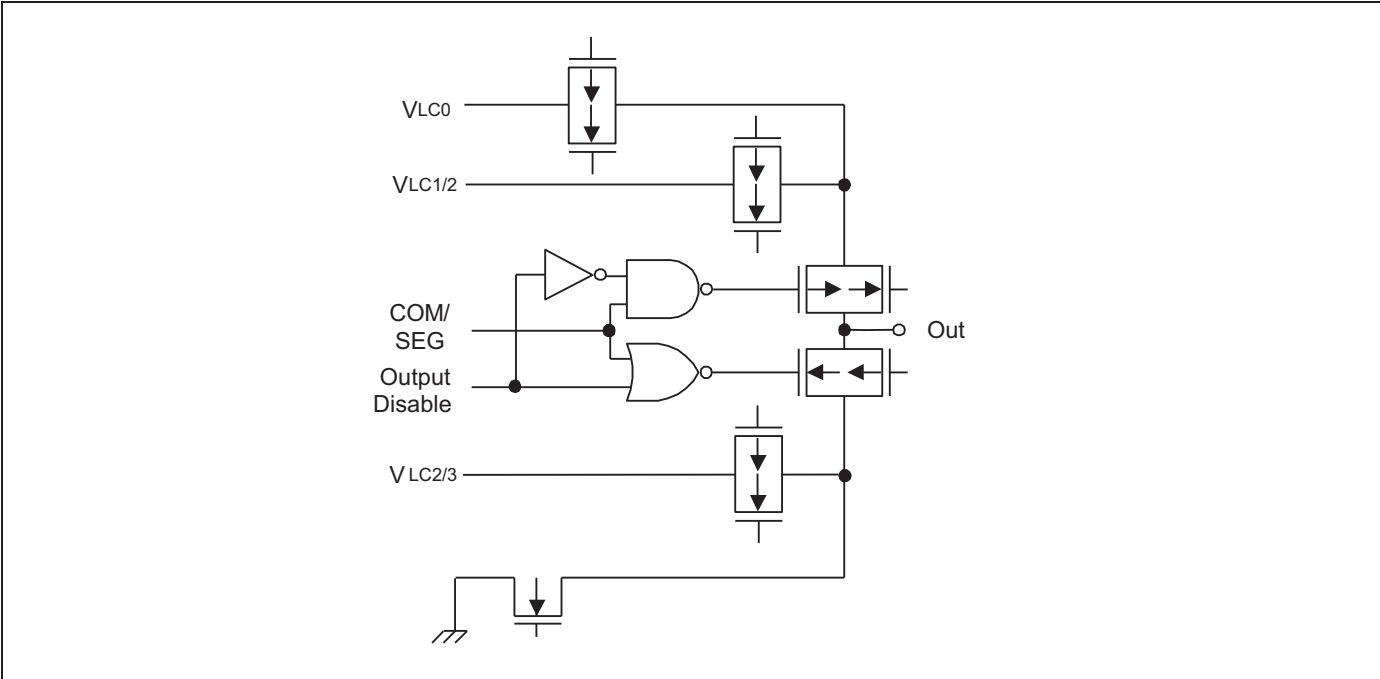 VLC0
VLC1/2
COM/
SEG
Out
Output
Disable
V LC2/3